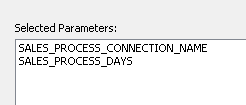 Selected Parameters:
SALES_PROCESS_CONNECTION_NAME
SALES_PROCESS_DAYS